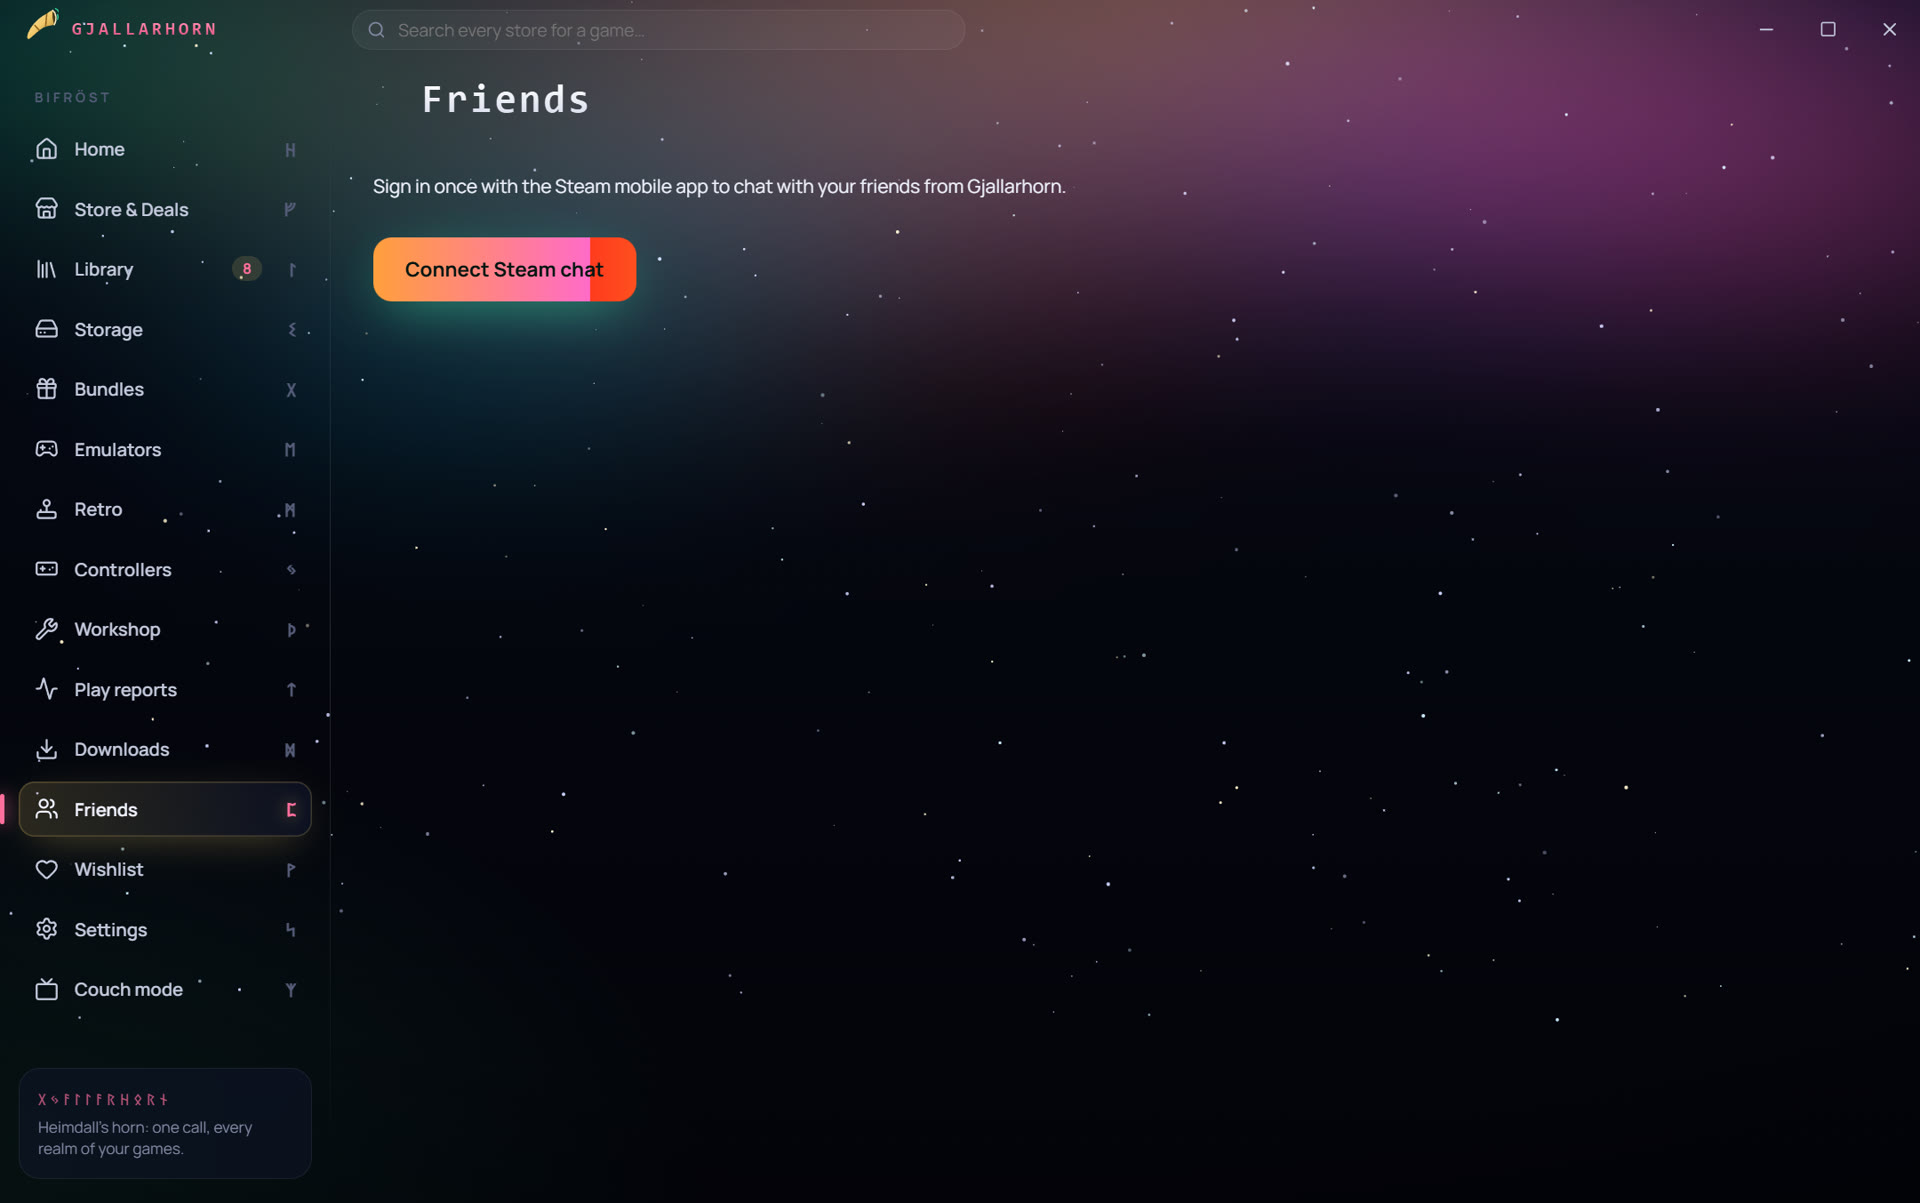 GJALLARHORN
Search every store for a game...
BIFRÖST
Friends
Home ᚺ
Store & Deals ᚠ
Library 8 ᛚ
Storage ᛊ
Bundles ᚷ
Emulators ᛖ
Retro ᛗ
Controllers ᛃ
Workshop ᚦ
Play reports ᛏ
Downloads ᛞ
Friends ᛈ
Wishlist ᚹ
Settings ᛋ
Couch mode ᛉ
Sign in once with the Steam mobile app to chat with your friends from Gjallarhorn.
Connect Steam chat
ᚷᛃᚨᛚᛚᚨᚱᚺᛟᚱᚾ
Heimdall's horn: one call, every
realm of your games.